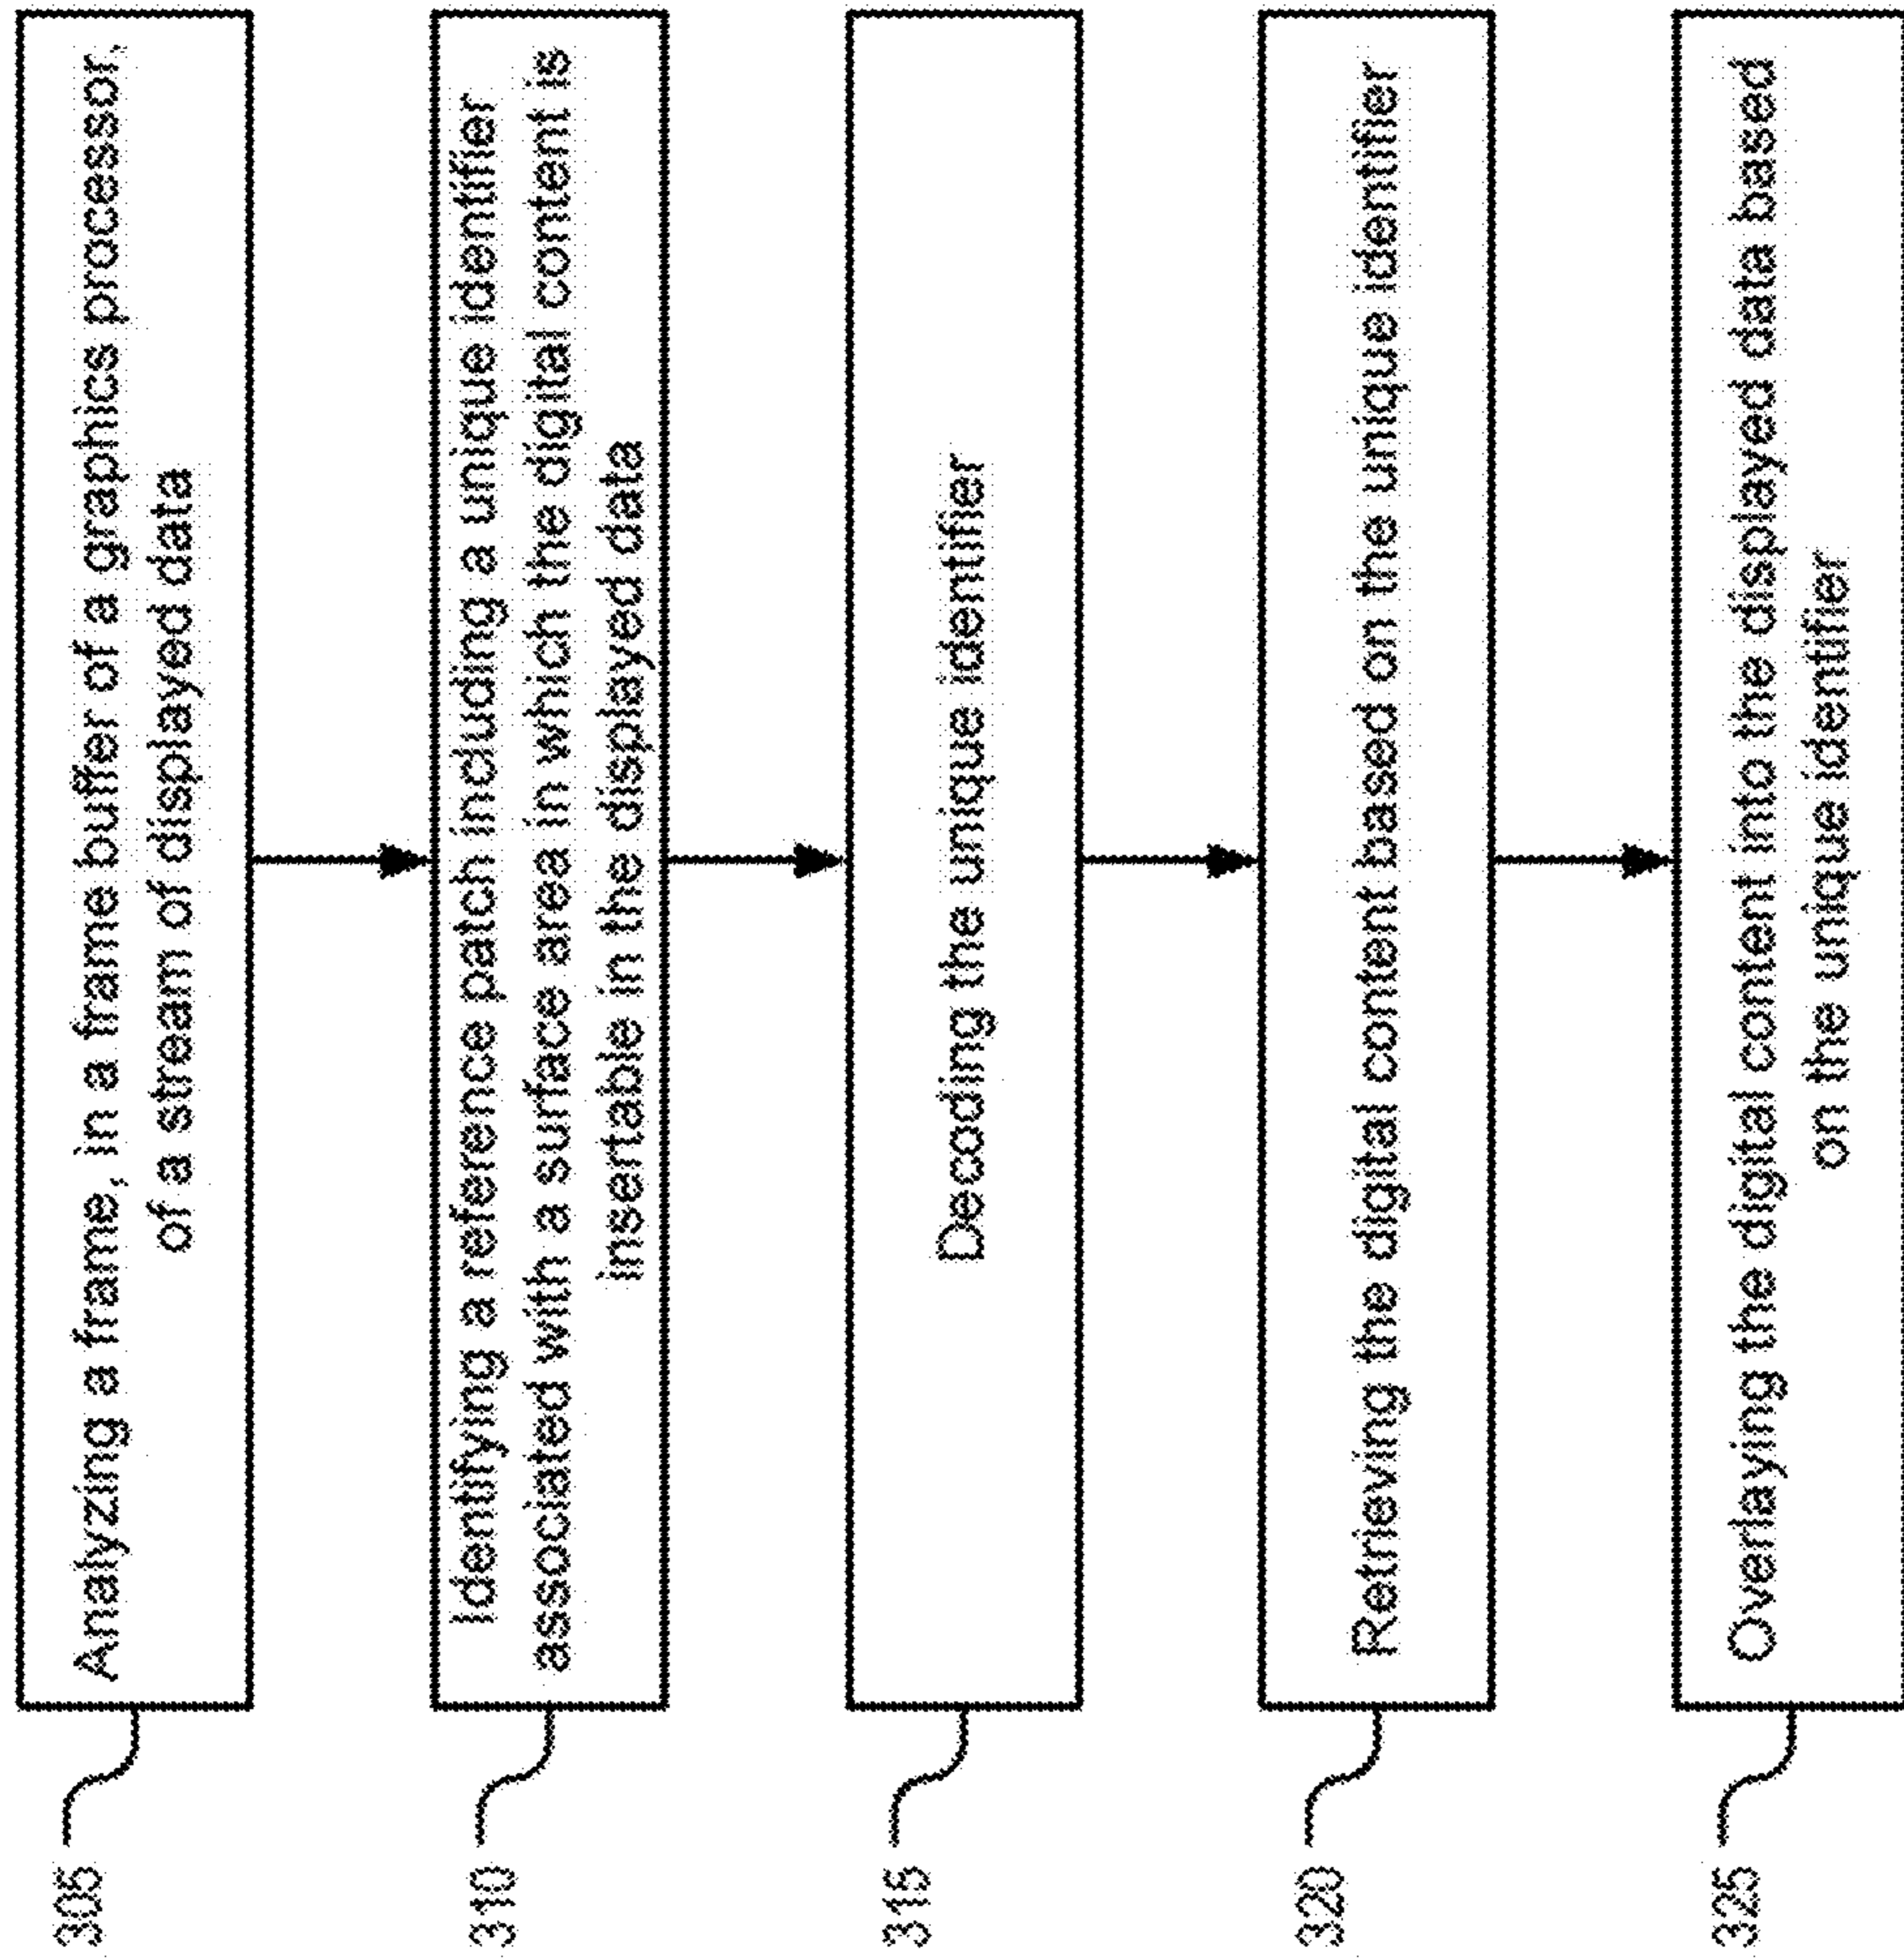 305
Analyzing a frame, in a frame buffer of a graphics processor,
of a stream of displayed data
310
Identifying a reference patch including a unique identifier
associated with a surface area in which the digital content is
insertable in the displayed data
315
Decoding the unique identifier
320
Retrieving the digital content based on the unique identifier
325
Overlaying the digital content into the displayed data based
on the unique identifier